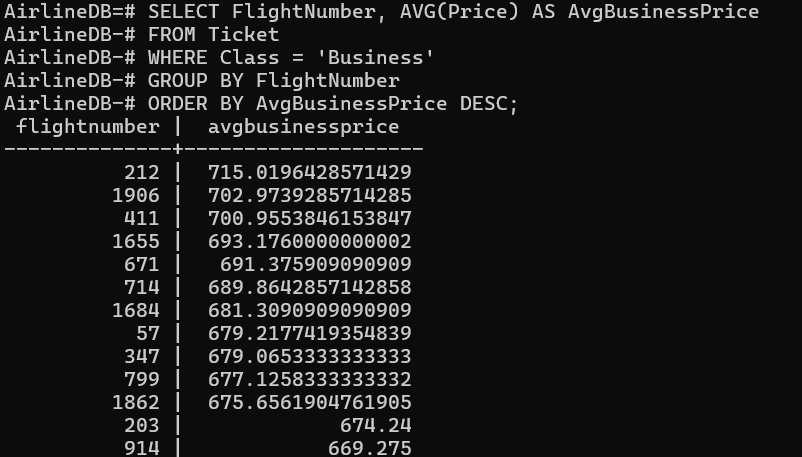 AirlineDB=# SELECT FlightNumber, AVG(Price) AS AvgBusinessPrice
AirlineDB-# FROM Ticket
AirlineDB-# WHERE Class = 'Business'
AirlineDB-# GROUP BY FlightNumber
AirlineDB-# ORDER BY AvgBusinessPrice DESC;
 flightnumber |  avgbusinessprice
--------------+--------------------
          212 |  715.0196428571429
         1906 |  702.9739285714285
          411 |  700.9553846153847
         1655 |  693.1760000000002
          671 |   691.375909090909
          714 |  689.8642857142858
         1684 |  681.3090909090909
           57 |  679.2177419354839
          347 |  679.0653333333333
          799 |  677.1258333333332
         1862 |  675.6561904761905
          203 |             674.24
          914 |            669.275